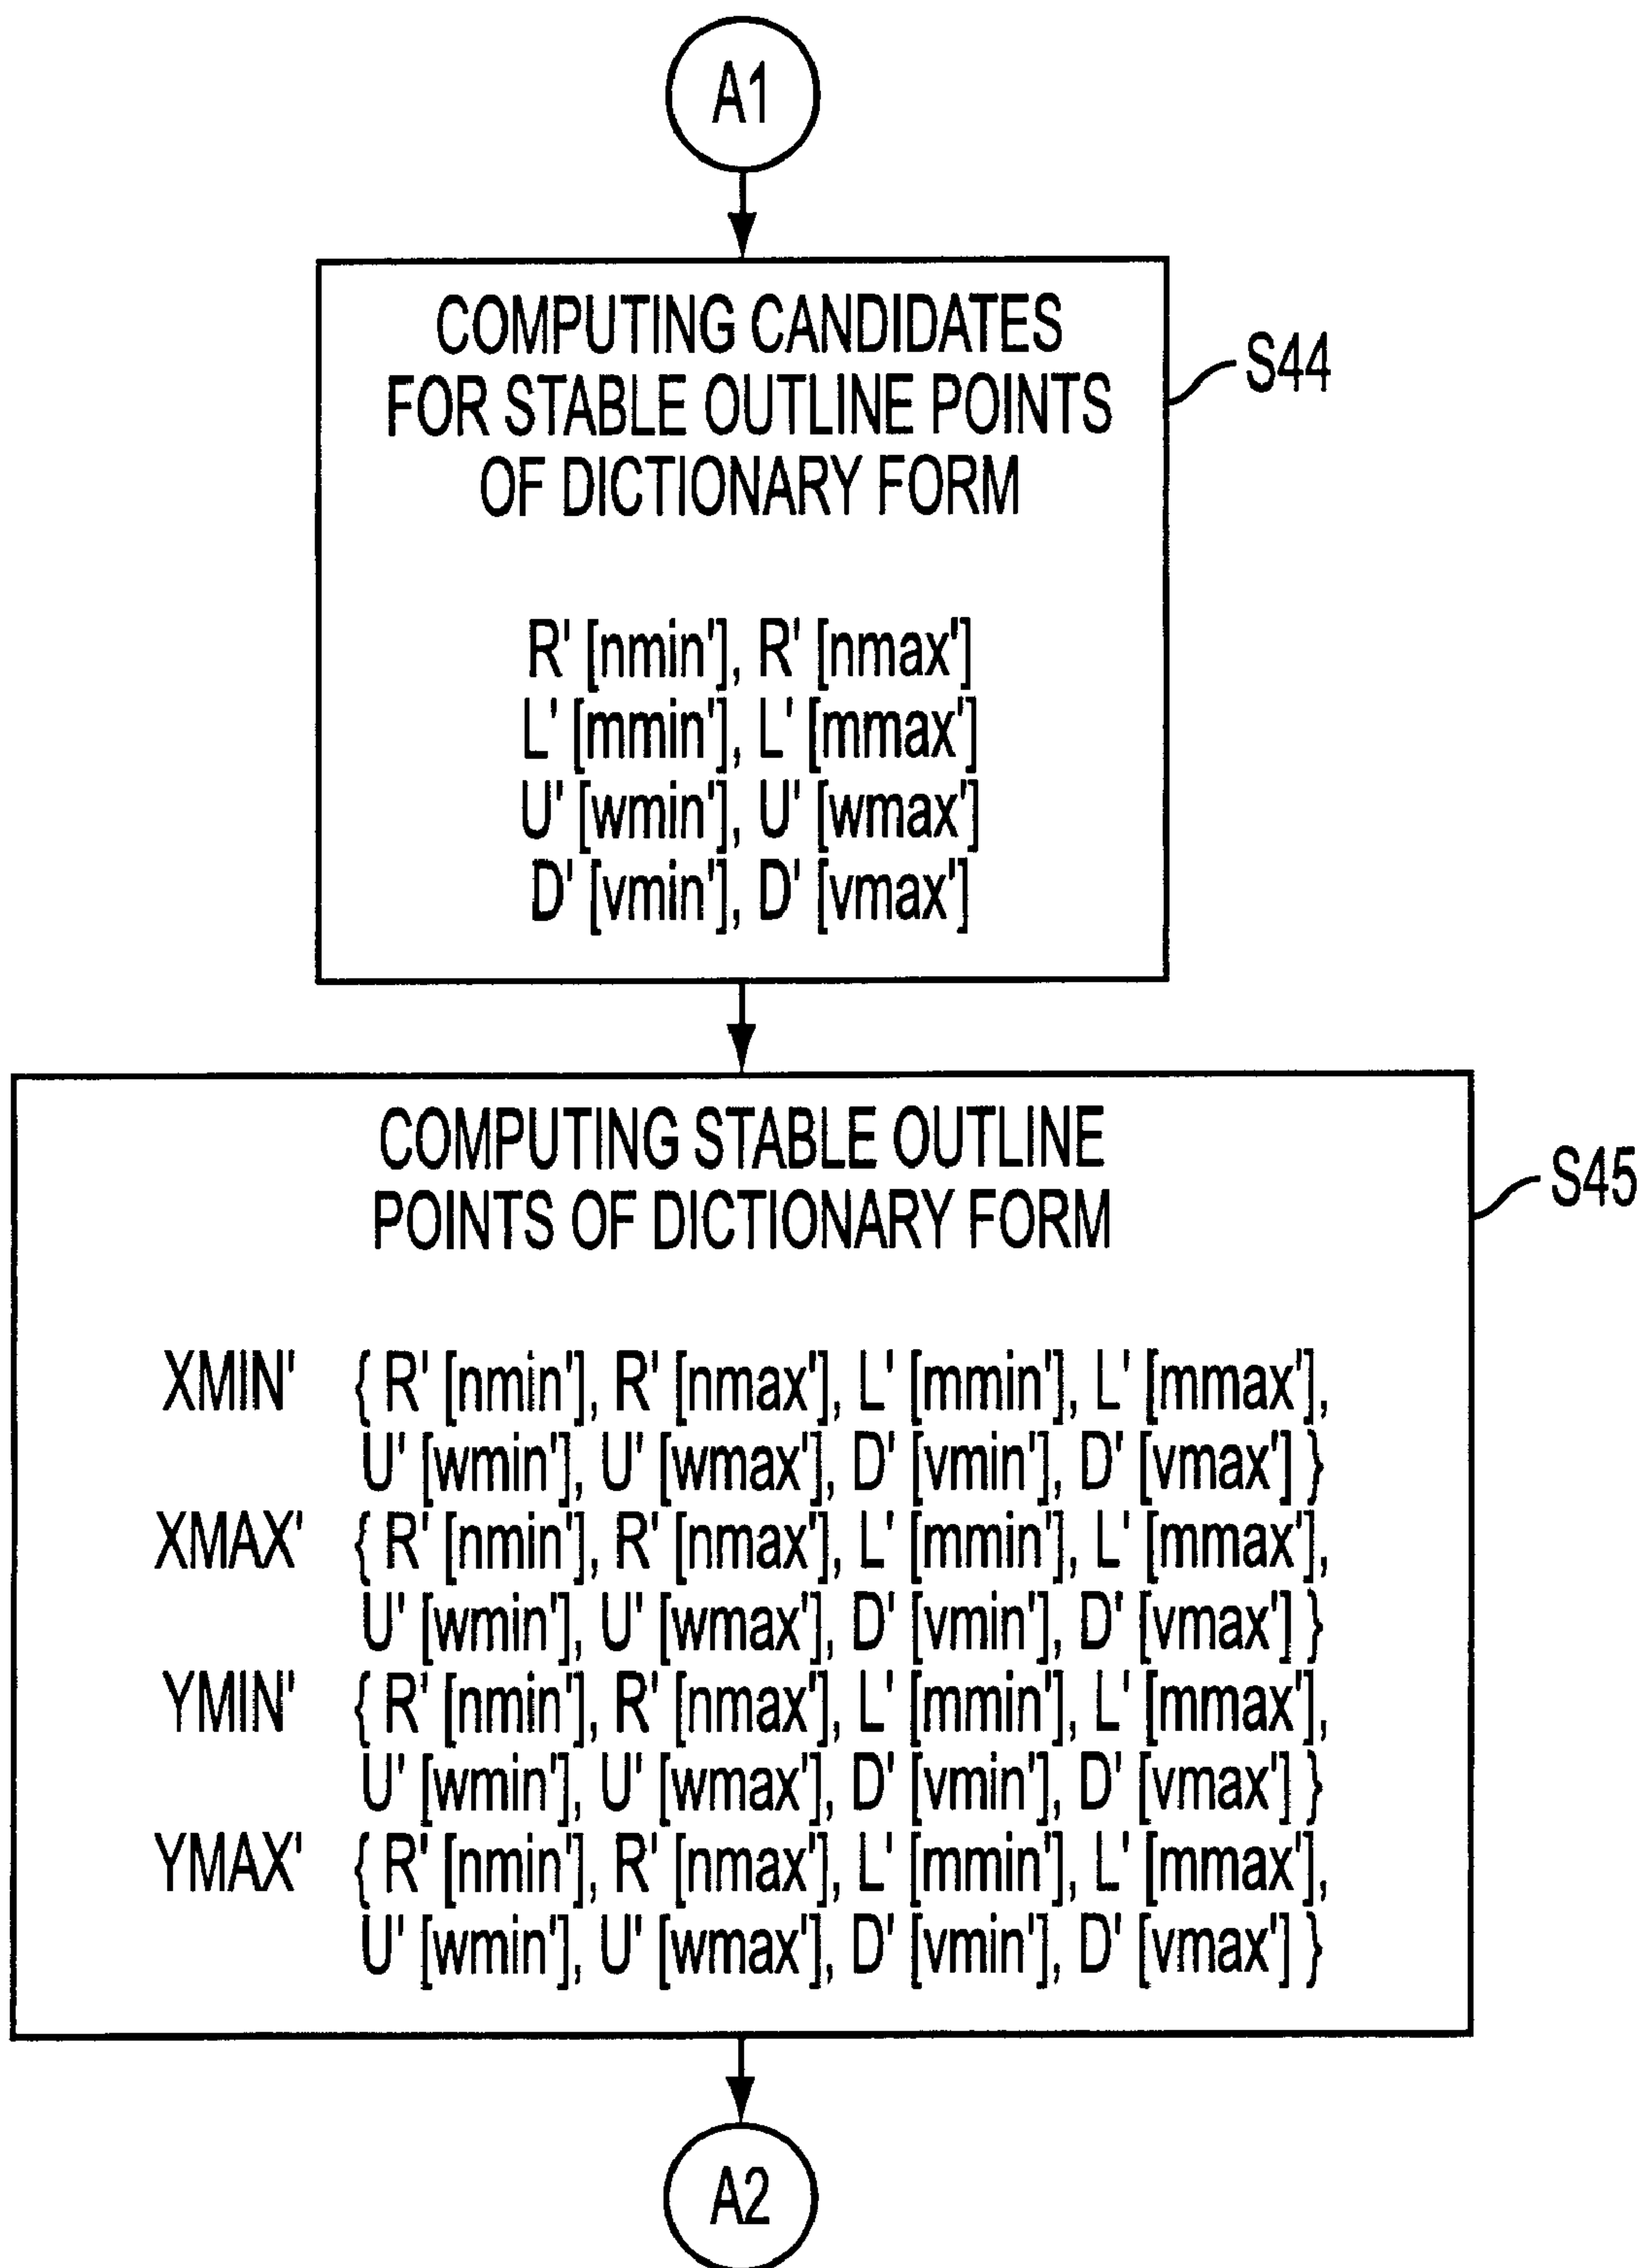 A1
COMPUTING CANDIDATES
FOR STABLE OUTLINE POINTS
OF DICTIONARY FORM
S44
R' [nmin'], R' [nmax']
L' [mmin'], L' [mmax']
U' [wmin'], U' [wmax']
D' [vmin'], D' [vmax']
COMPUTING STABLE OUTLINE
POINTS OF DICTIONARY FORM
S45
XMIN' { R' [nmin'], R' [nmax'], L' [mmin'], L' [mmax'],
U' [wmin'], U' [wmax'], D' [vmin'], D' [vmax'] }
XMAX' { R' [nmin'], R' [nmax'], L' [mmin'], L' [mmax'],
U' [wmin'], U' [wmax'], D' [vmin'], D' [vmax'] }
YMIN' { R' [nmin'], R' [nmax'], L' [mmin'], L' [mmax'],
U' [wmin'], U' [wmax'], D' [vmin'], D' [vmax'] }
YMAX' { R' [nmin'], R' [nmax'], L' [mmin'], L' [mmax'],
U' [wmin'], U' [wmax'], D' [vmin'], D' [vmax'] }
A2